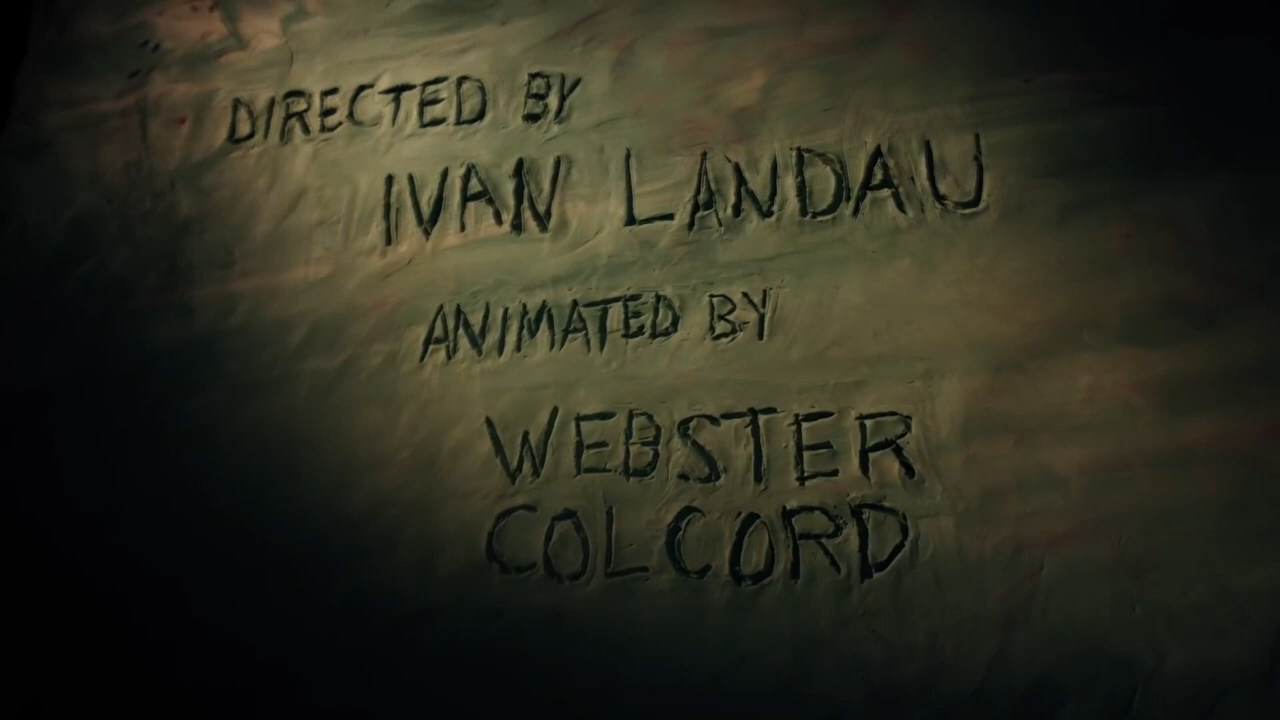 DIRECTED BY
IVAN LANDAU
ANIMATED BY
WEBSTER
COLCORD